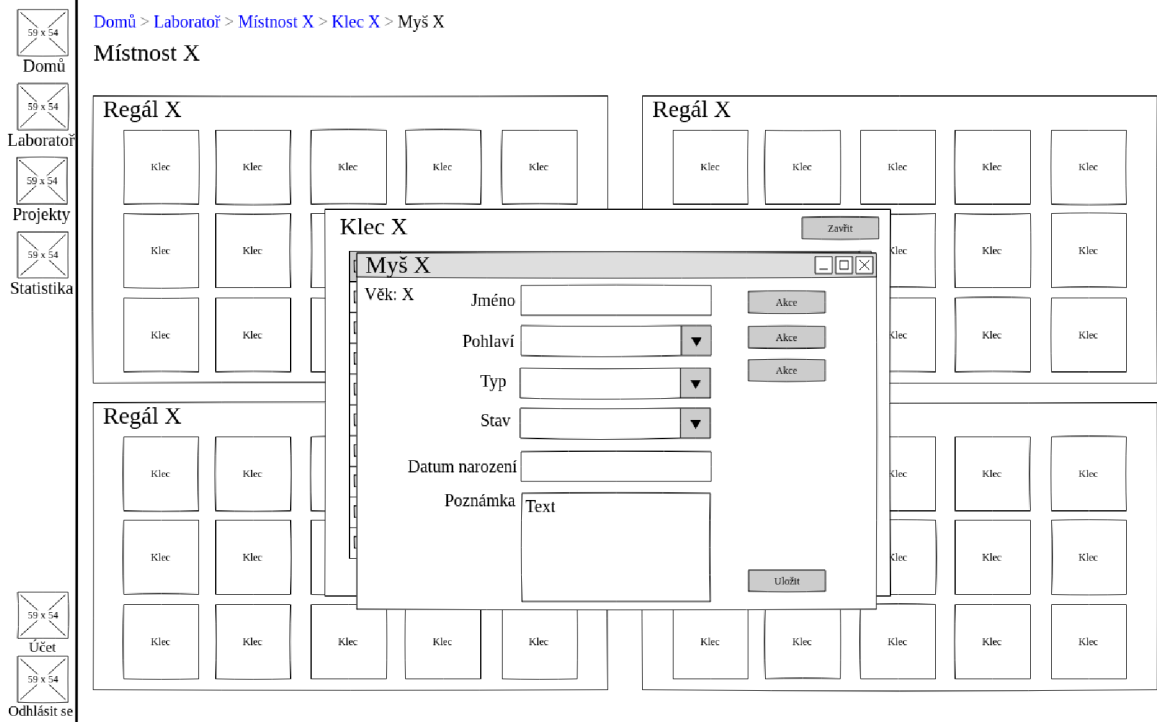 59 x 54
Domů
59 x 54
Laboratoř
59 x 54
Projekty
59 x 54
Statistika
59 x 54
Účet
59 x 54
Odhlásit se
Domů > Laboratoř > Místnost X > Klec X > Myš X
Místnost X
Regál X
Klec Klec Klec Klec Klec
Klec Klec
Klec Klec
Regál X
Klec Klec Klec Klec Klec
Klec Klec Klec
Klec Klec Klec
Regál X
Klec Klec
Klec Klec
Klec Klec Klec Klec Klec
Klec Klec Klec
Klec Klec Klec
Klec Klec Klec Klec Klec
Klec X
Zavřít
Myš X
Věk: X
Jméno
Pohlaví
Typ
Stav
Datum narození
Poznámka
Text
Akce
Akce
Akce
Uložit